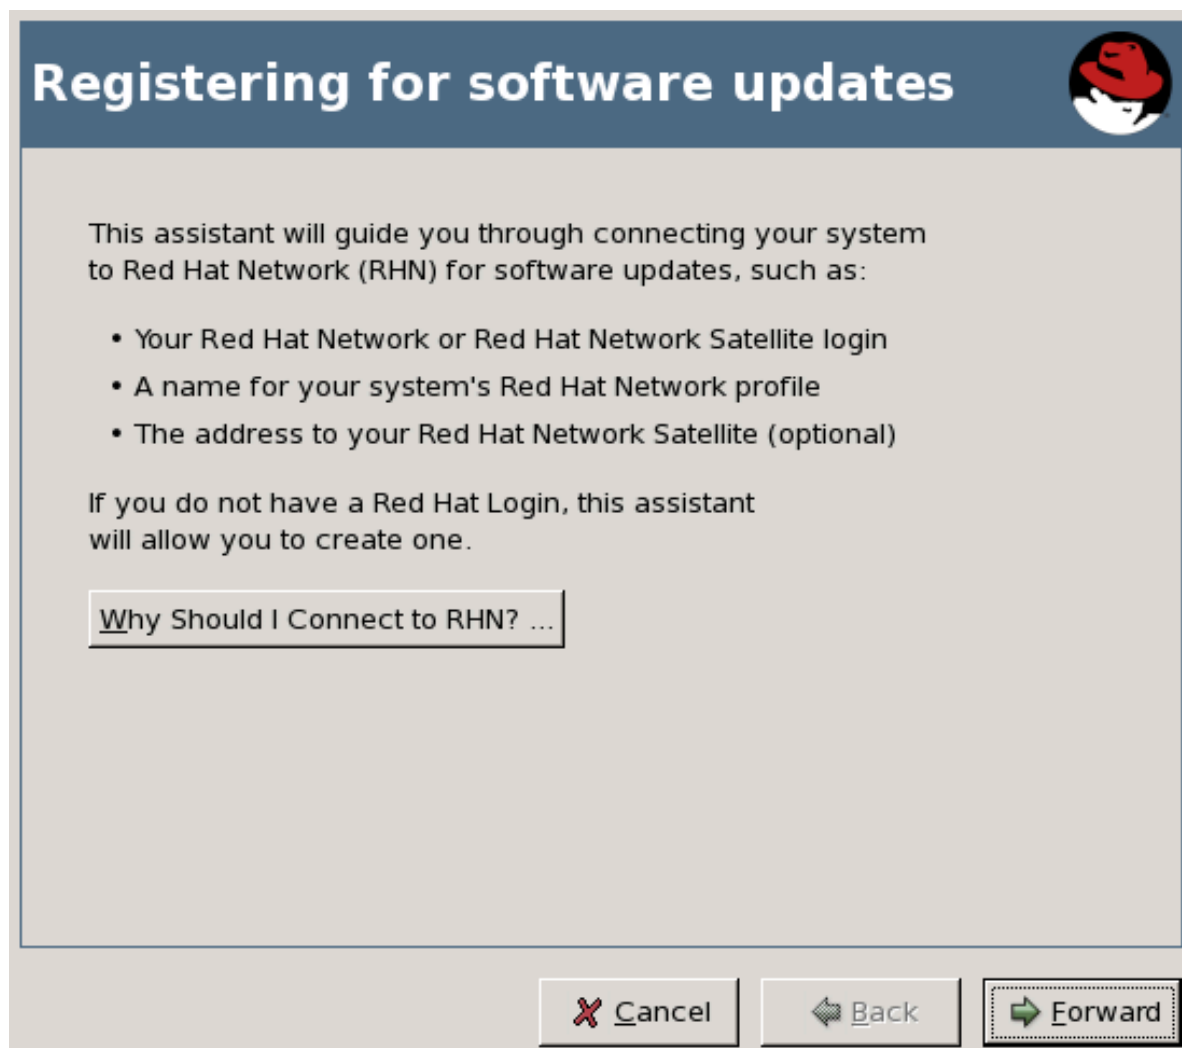 Registering for software updates
This assistant will guide you through connecting your system
to Red Hat Network (RHN) for software updates, such as:
• Your Red Hat Network or Red Hat Network Satellite login
• A name for your system's Red Hat Network profile
• The address to your Red Hat Network Satellite (optional)
If you do not have a Red Hat Login, this assistant
will allow you to create one.
Why Should I Connect to RHN? ...
Cancel Back Forward